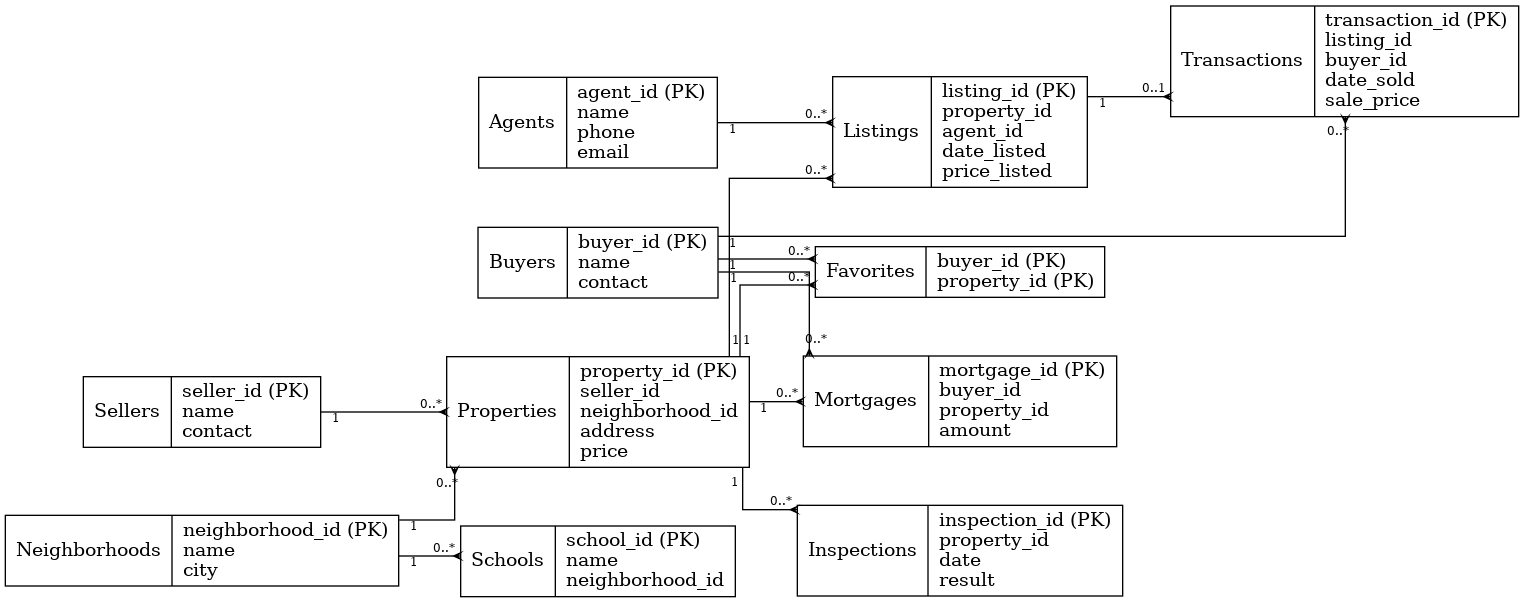 Transactions
transaction_id (PK)
listing_id
buyer_id
date_sold
sale_price
Agents
agent_id (PK)
name
phone
email
1
0..*
Listings
listing_id (PK)
property_id
agent_id
date_listed
price_listed
1
0..1
0..*
0..*
Buyers
buyer_id (PK)
name
contact
1
1
1
0..*
0..*
Favorites
buyer_id (PK)
property_id (PK)
1
1
0..*
Sellers
seller_id (PK)
name
contact
1
0..*
Properties
property_id (PK)
seller_id
neighborhood_id
address
price
1
0..*
Mortgages
mortgage_id (PK)
buyer_id
property_id
amount
0..*
1
0..*
Neighborhoods
neighborhood_id (PK)
name
city
1
1
0..*
Schools
school_id (PK)
name
neighborhood_id
Inspections
inspection_id (PK)
property_id
date
result